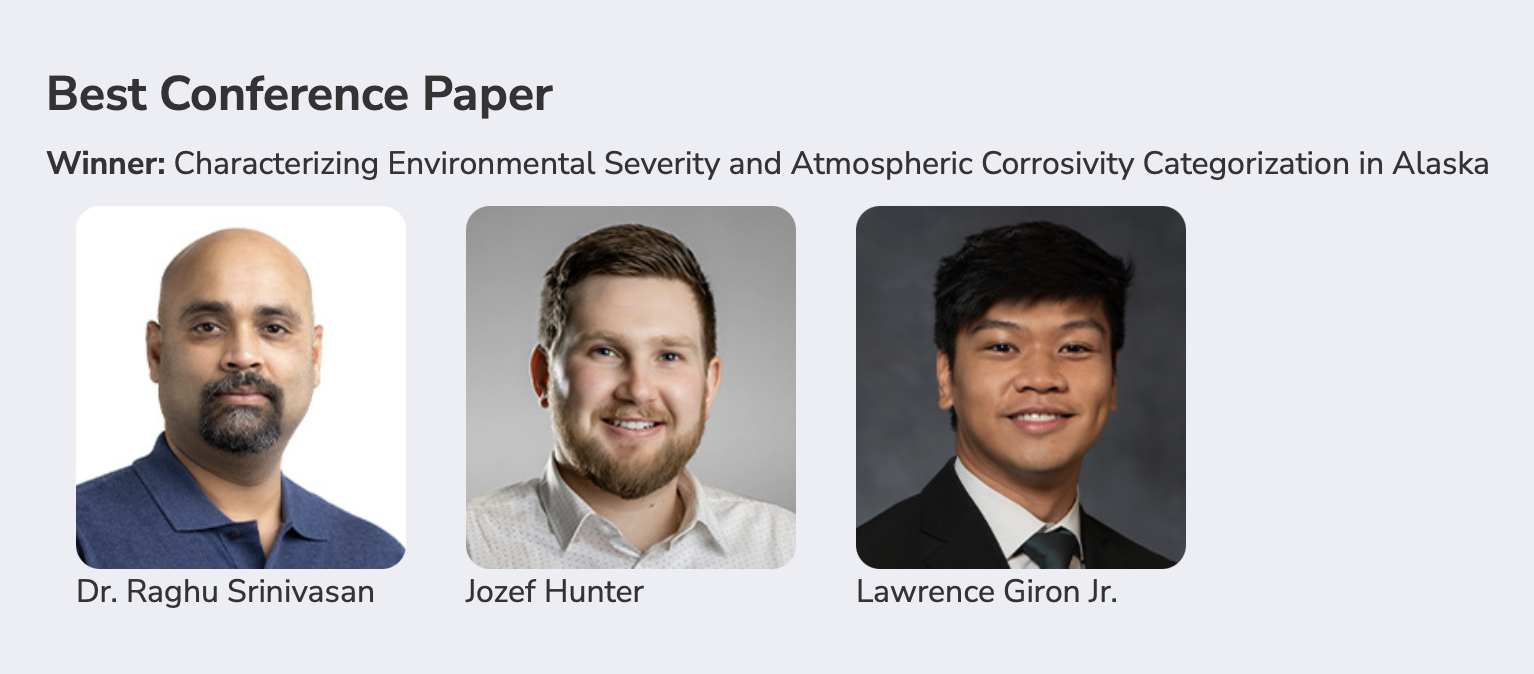 Best Conference Paper
Winner: Characterizing Environmental Severity and Atmospheric Corrosivity Categorization in Alaska
Dr. Raghu Srinivasan
Jozef Hunter
Lawrence Giron Jr.